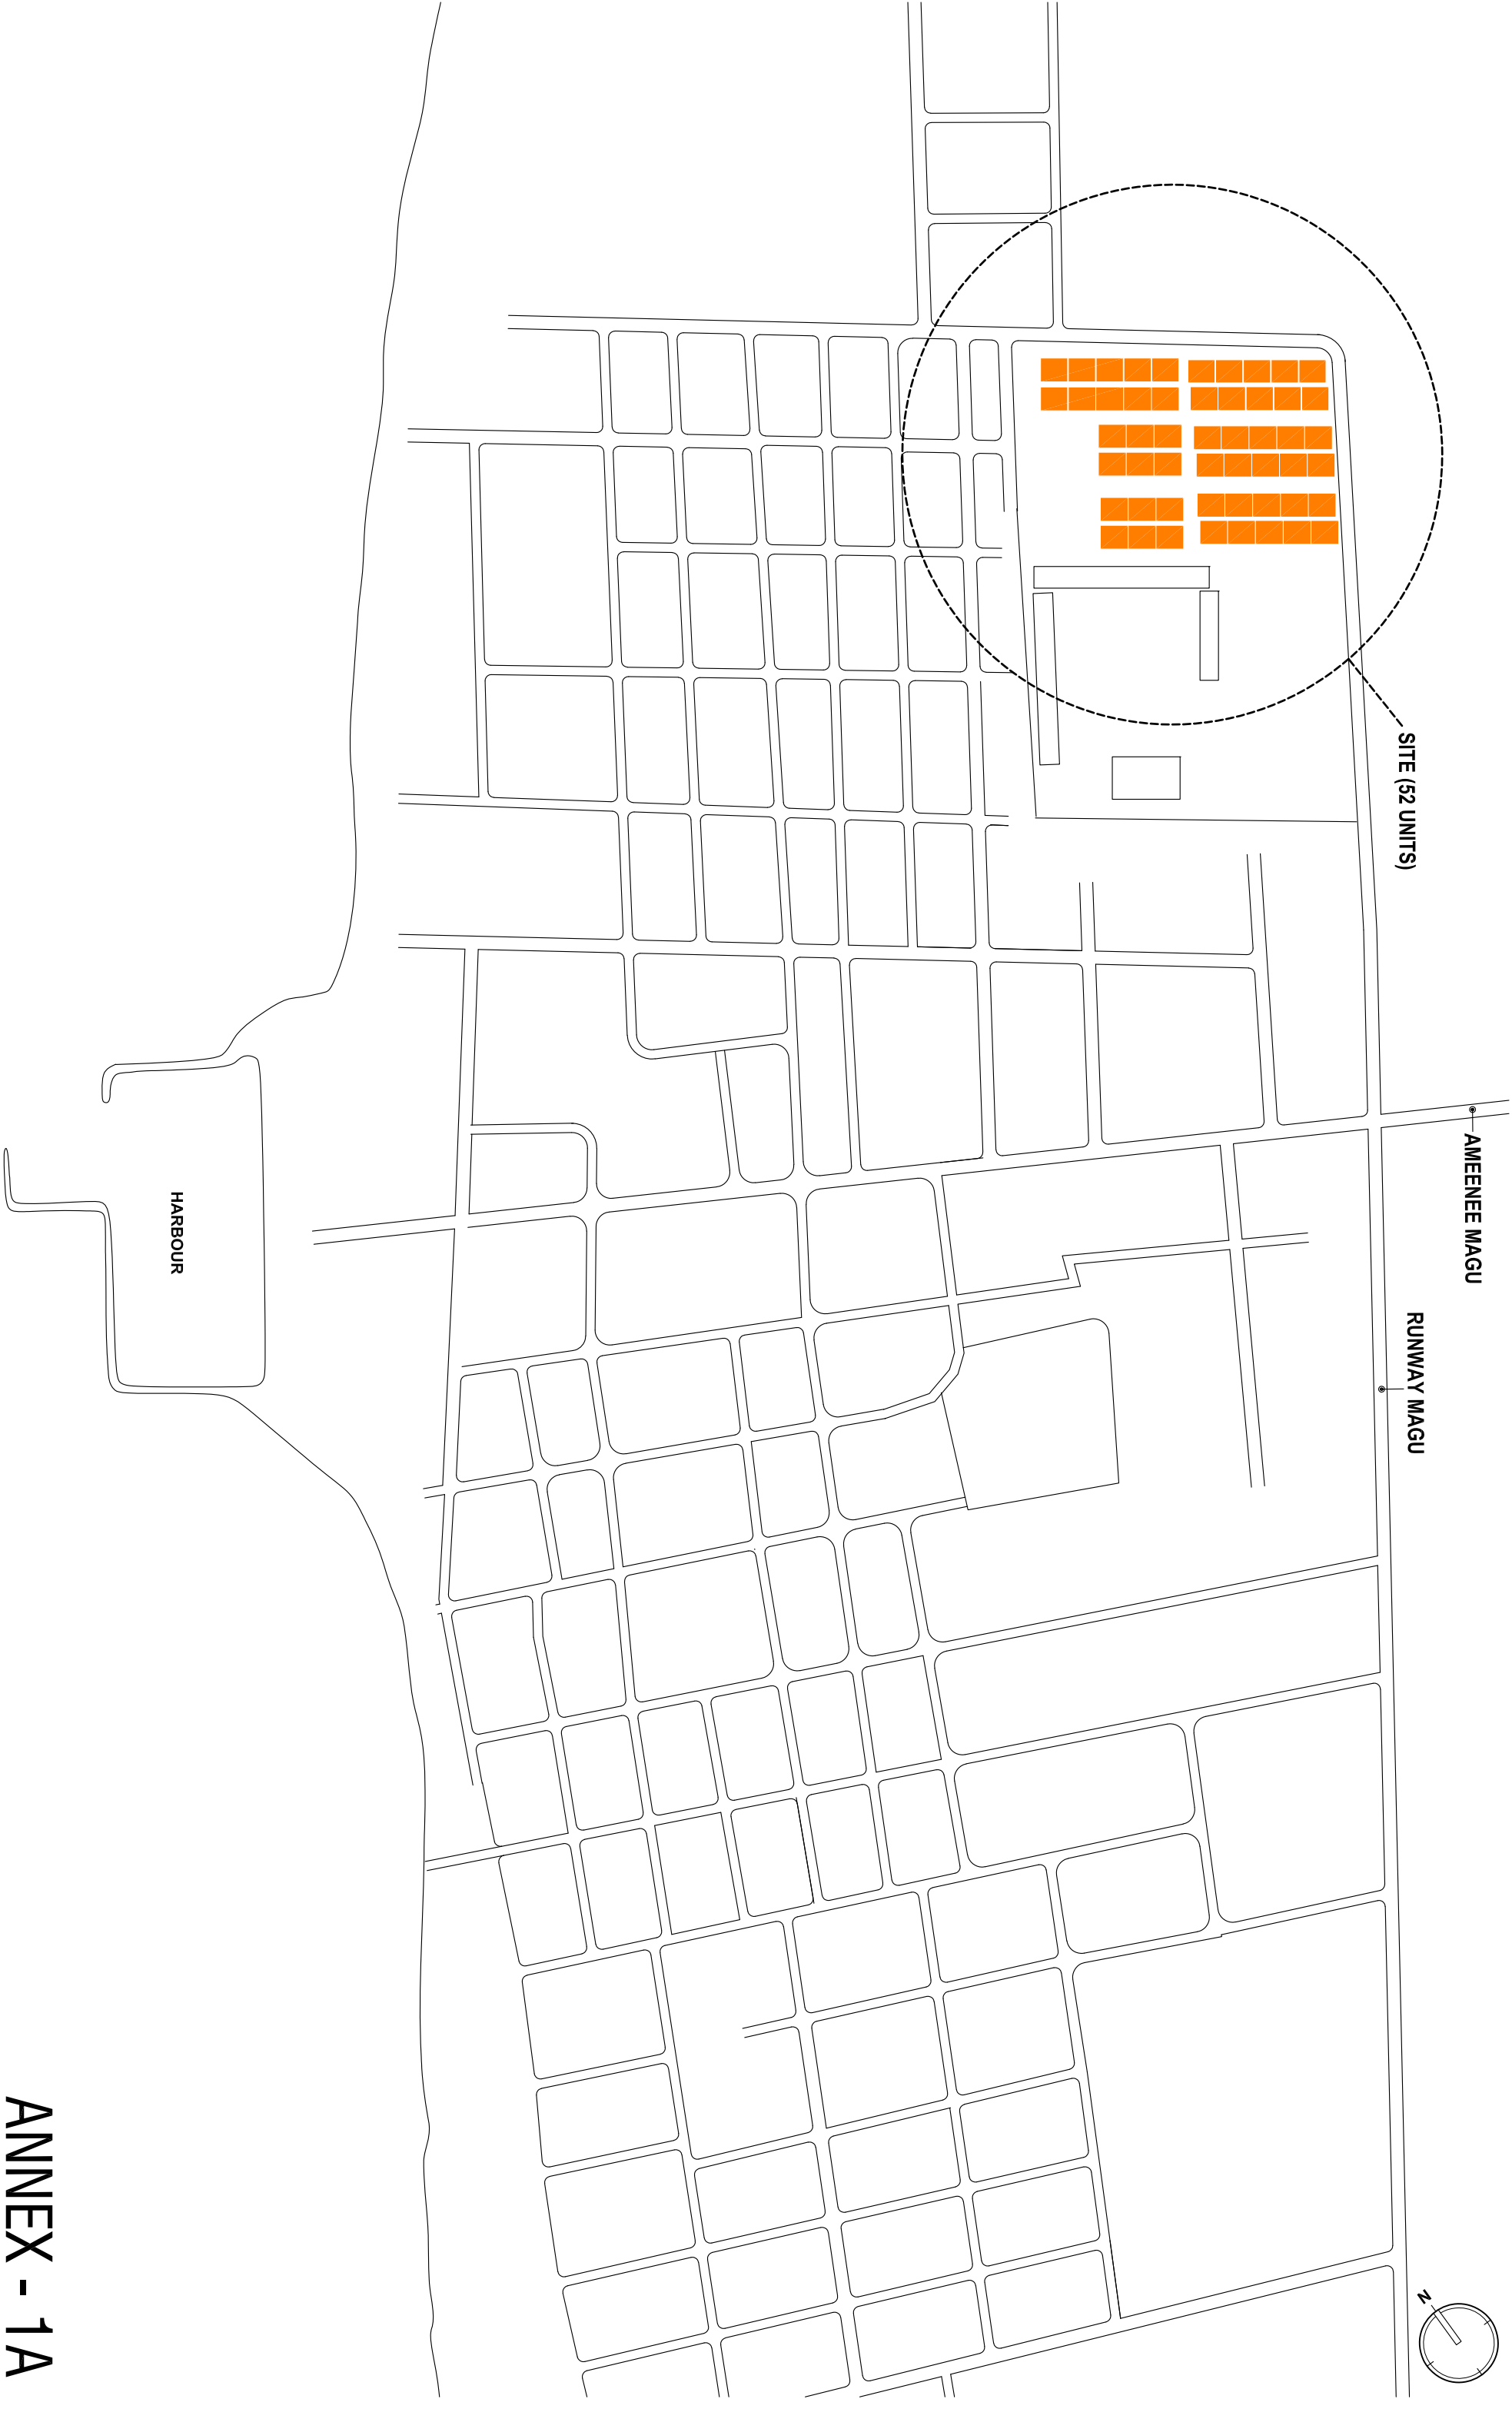 SITE (52 UNITS)
AMEENEE MAGU
RUNWAY MAGU
HARBOUR
N
ANNEX - 1A